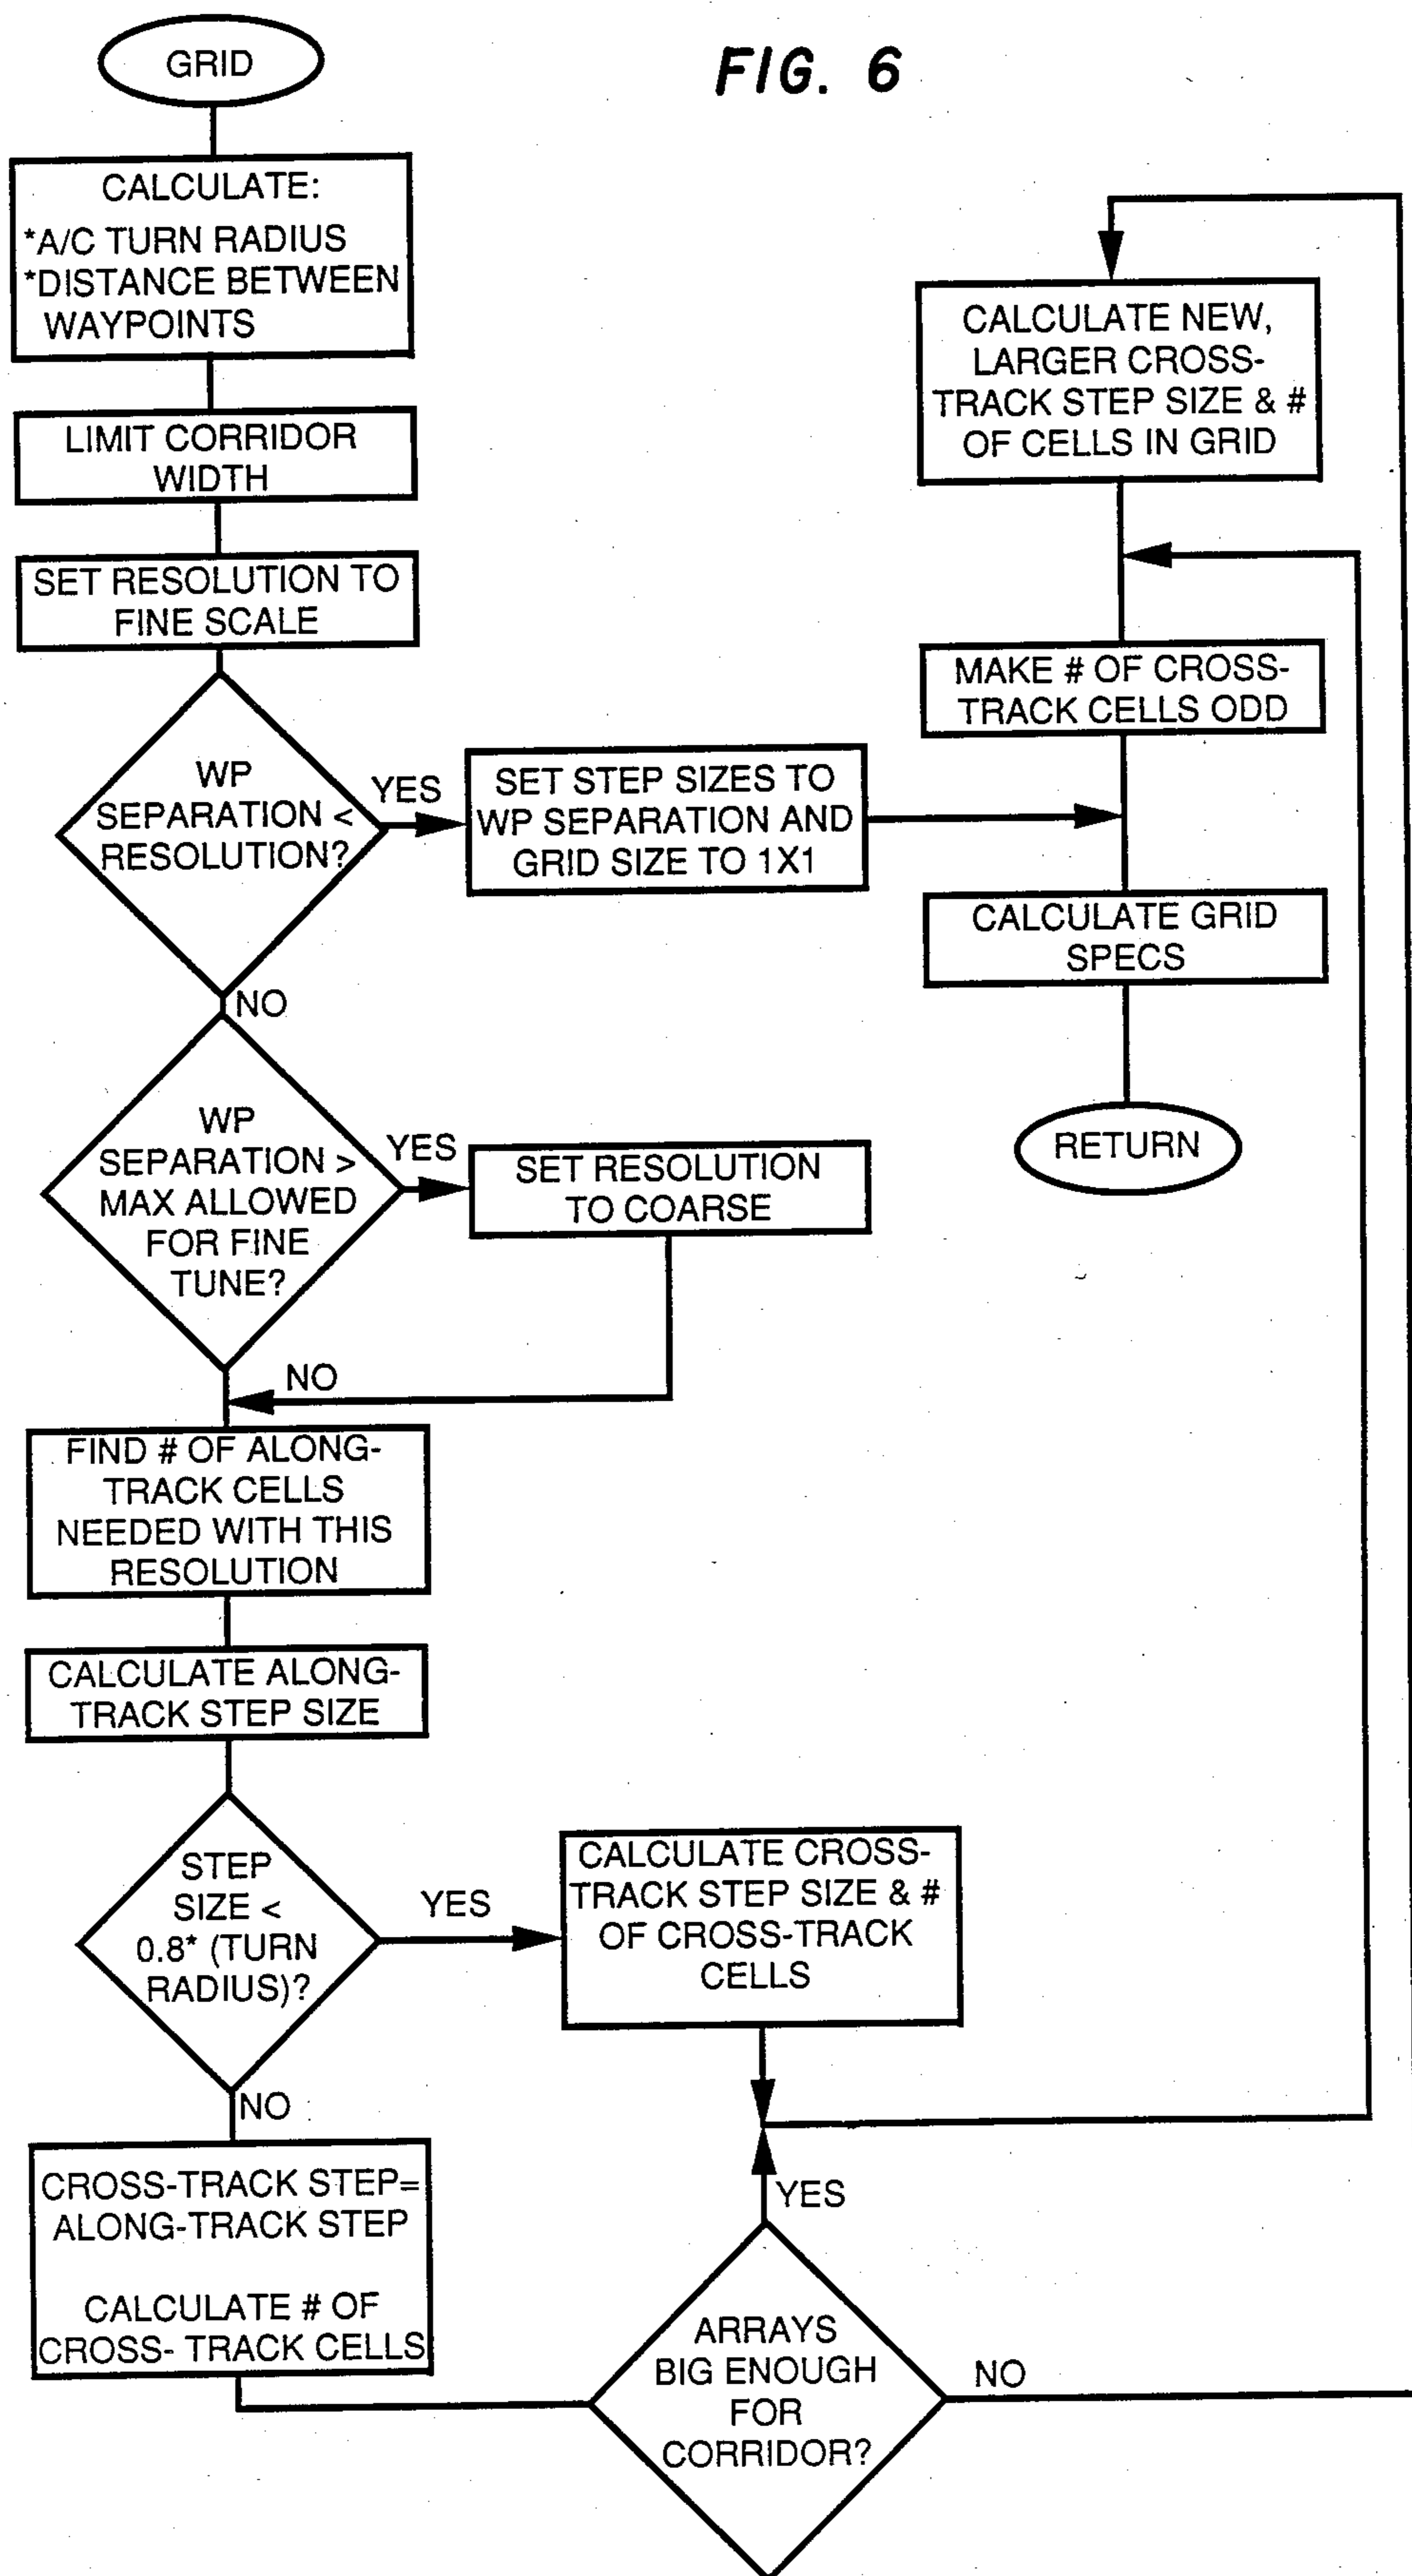 FIG. 6
GRID
CALCULATE:
*A/C TURN RADIUS
*DISTANCE BETWEEN
WAYPOINTS
LIMIT CORRIDOR
WIDTH
SET RESOLUTION TO
FINE SCALE
WP
SEPARATION <
RESOLUTION?
YES
SET STEP SIZES TO
WP SEPARATION AND
GRID SIZE TO 1X1
NO
WP
SEPARATION >
MAX ALLOWED
FOR FINE
TUNE?
YES
SET RESOLUTION
TO COARSE
NO
FIND # OF ALONG-
TRACK CELLS
NEEDED WITH THIS
RESOLUTION
CALCULATE ALONG-
TRACK STEP SIZE
STEP
SIZE <
0.8* (TURN
RADIUS)?
YES
CALCULATE CROSS-
TRACK STEP SIZE & #
OF CROSS-TRACK
CELLS
NO
CROSS-TRACK STEP=
ALONG-TRACK STEP
CALCULATE # OF
CROSS- TRACK CELLS
ARRAYS
BIG ENOUGH
FOR
CORRIDOR?
YES
NO
CALCULATE NEW,
LARGER CROSS-
TRACK STEP SIZE & #
OF CELLS IN GRID
MAKE # OF CROSS-
TRACK CELLS ODD
CALCULATE GRID
SPECS
RETURN